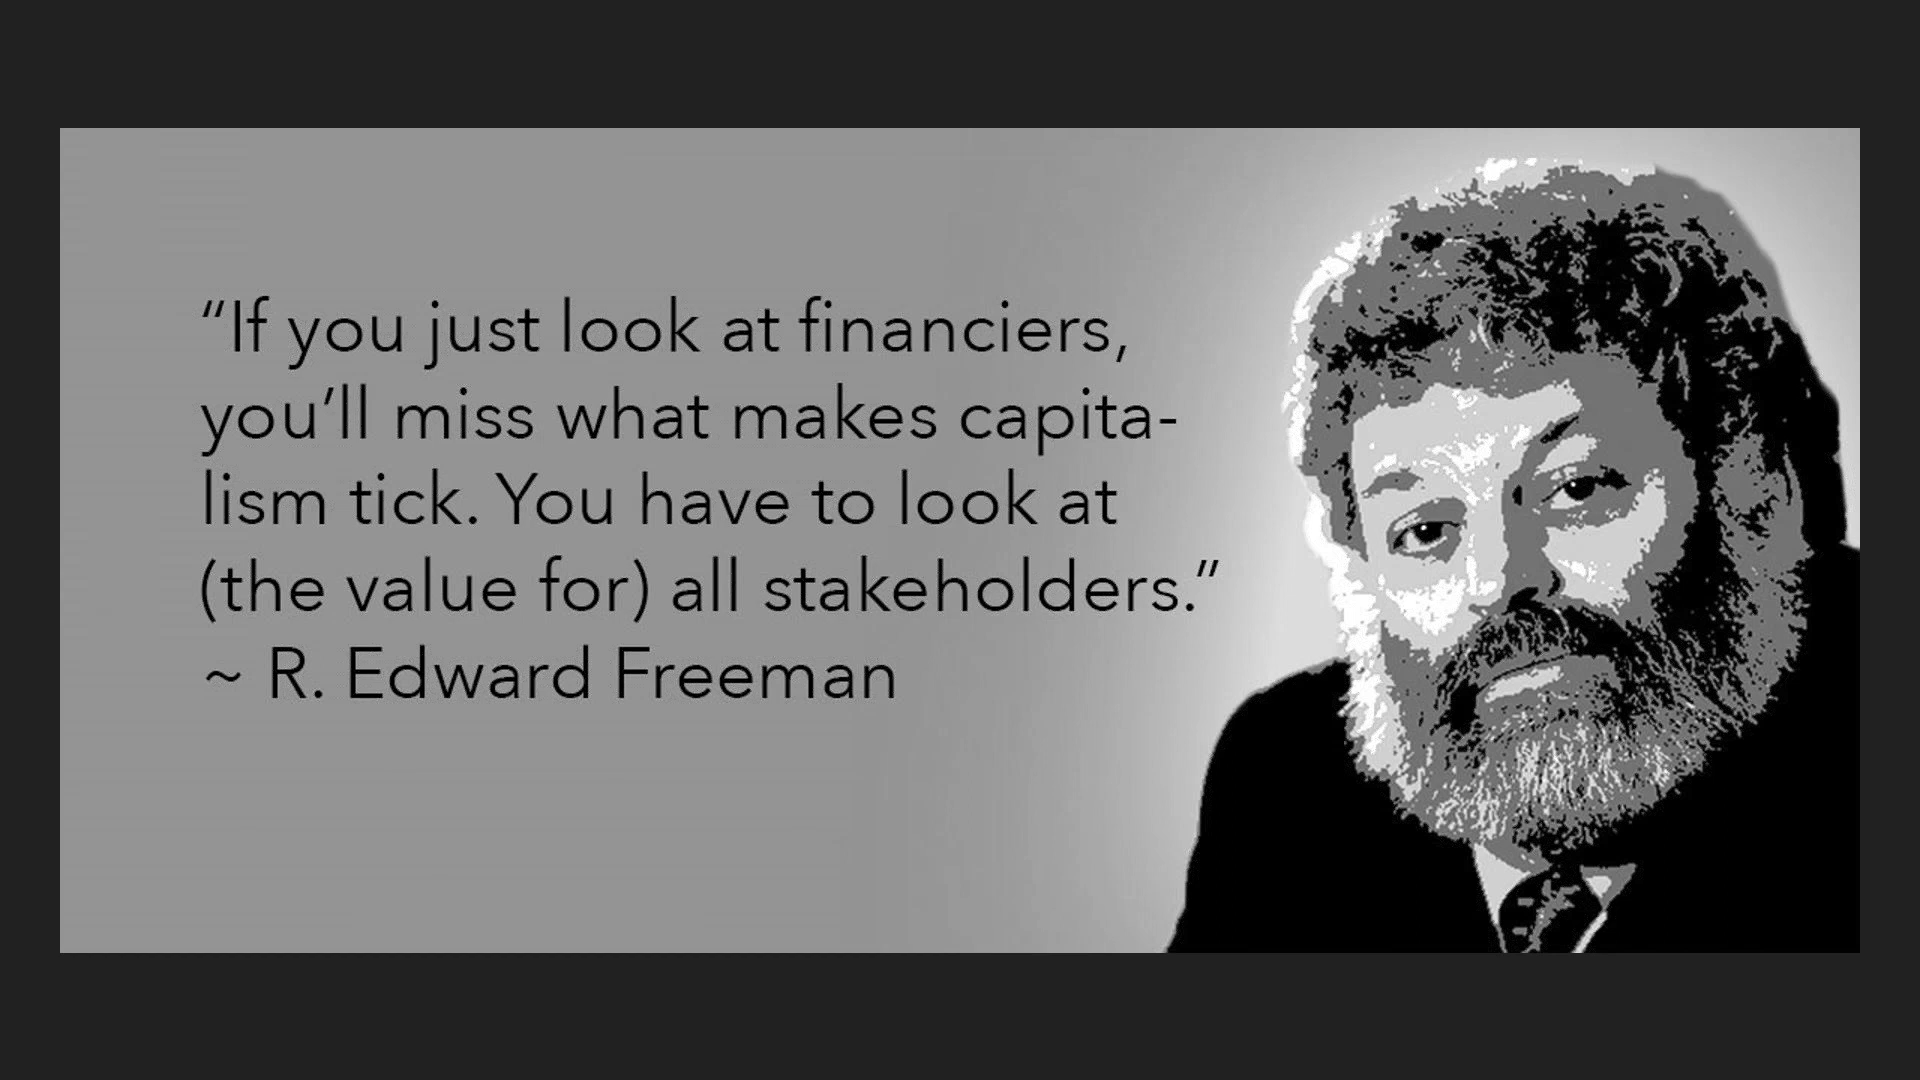 “If you just look at financiers,
you’ll miss what makes capita-
lism tick. You have to look at
(the value for) all stakeholders.”
~ R. Edward Freeman